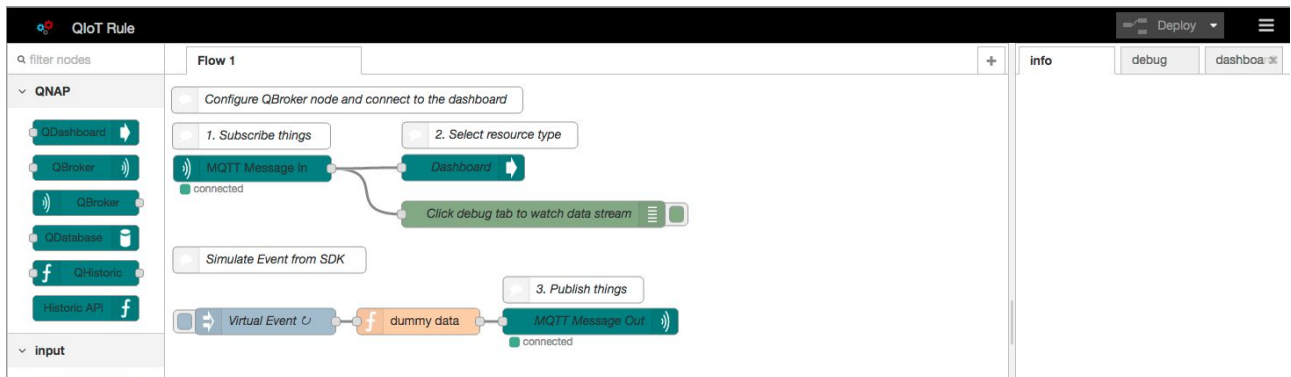 QIoT Rule
Deploy
filter nodes
Flow 1
+
info
debug
dashboa
QNAP
Configure QBroker node and connect to the dashboard
QDashboard
1. Subscribe things
2. Select resource type
QBroker
MQTT Message In
Dashboard
connected
QBroker
Click debug tab to watch data stream
QDatabase
Simulate Event from SDK
QHistoric
3. Publish things
Historic API
Virtual Event ↻
dummy data
MQTT Message Out
connected
input